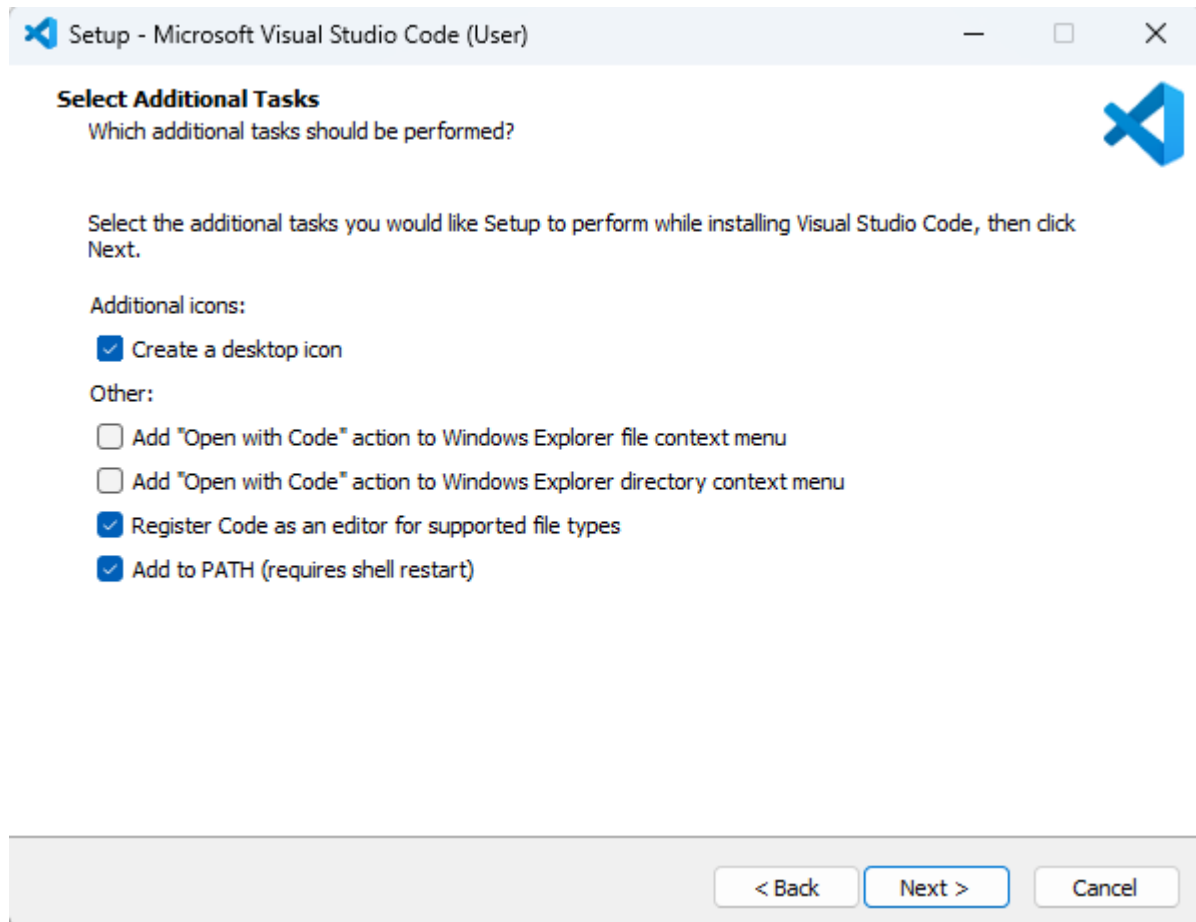 Setup - Microsoft Visual Studio Code (User)
Select Additional Tasks
Which additional tasks should be performed?
Select the additional tasks you would like Setup to perform while installing Visual Studio Code, then click
Next.
Additional icons:
Create a desktop icon
Other:
Add "Open with Code" action to Windows Explorer file context menu
Add "Open with Code" action to Windows Explorer directory context menu
Register Code as an editor for supported file types
Add to PATH (requires shell restart)
< Back Next > Cancel